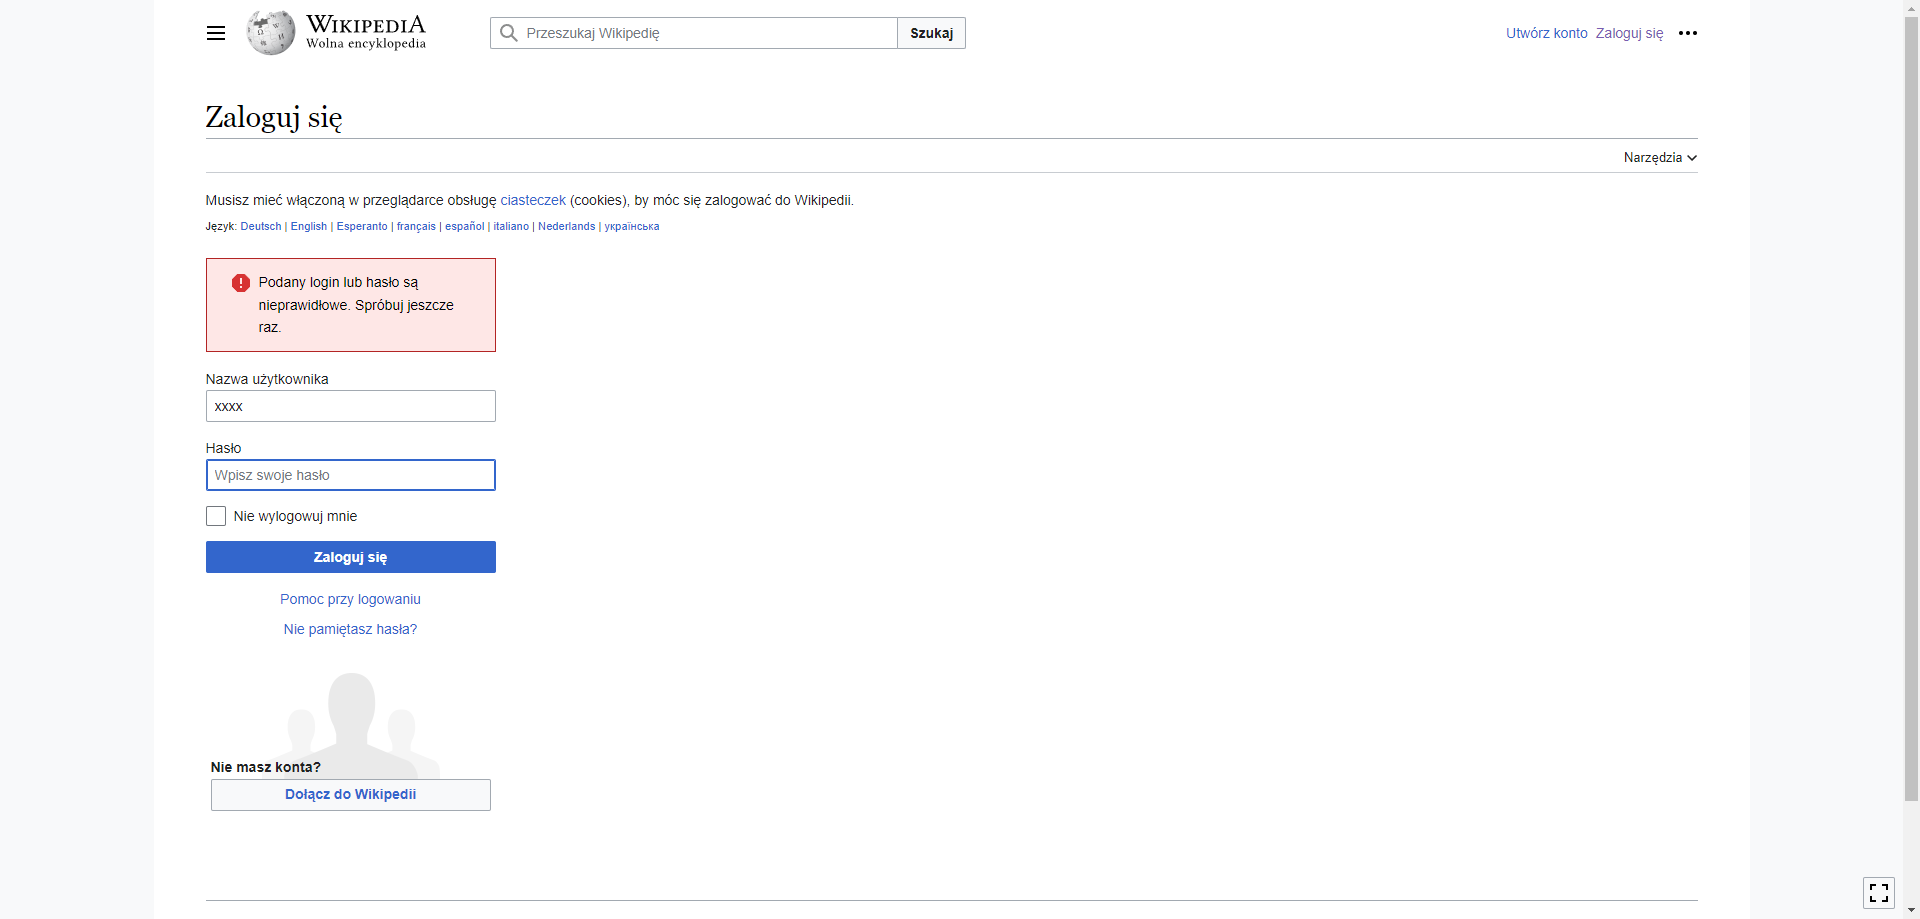 WIKIPEDIA
Wolna encyklopedia
Przeszukaj Wikipedię
Szukaj
Utwórz konto Zaloguj się
Zaloguj się
Narzędzia
Musisz mieć włączoną w przeglądarce obsługę ciasteczek (cookies), by móc się zalogować do Wikipedii.
Język: Deutsch | English | Esperanto | français | español | italiano | Nederlands | українська
Podany login lub hasło są
nieprawidłowe. Spróbuj jeszcze
raz.
Nazwa użytkownika
xxxx
Hasło
Wpisz swoje hasło
Nie wylogowuj mnie
Zaloguj się
Pomoc przy logowaniu
Nie pamiętasz hasła?
Nie masz konta?
Dołącz do Wikipedii